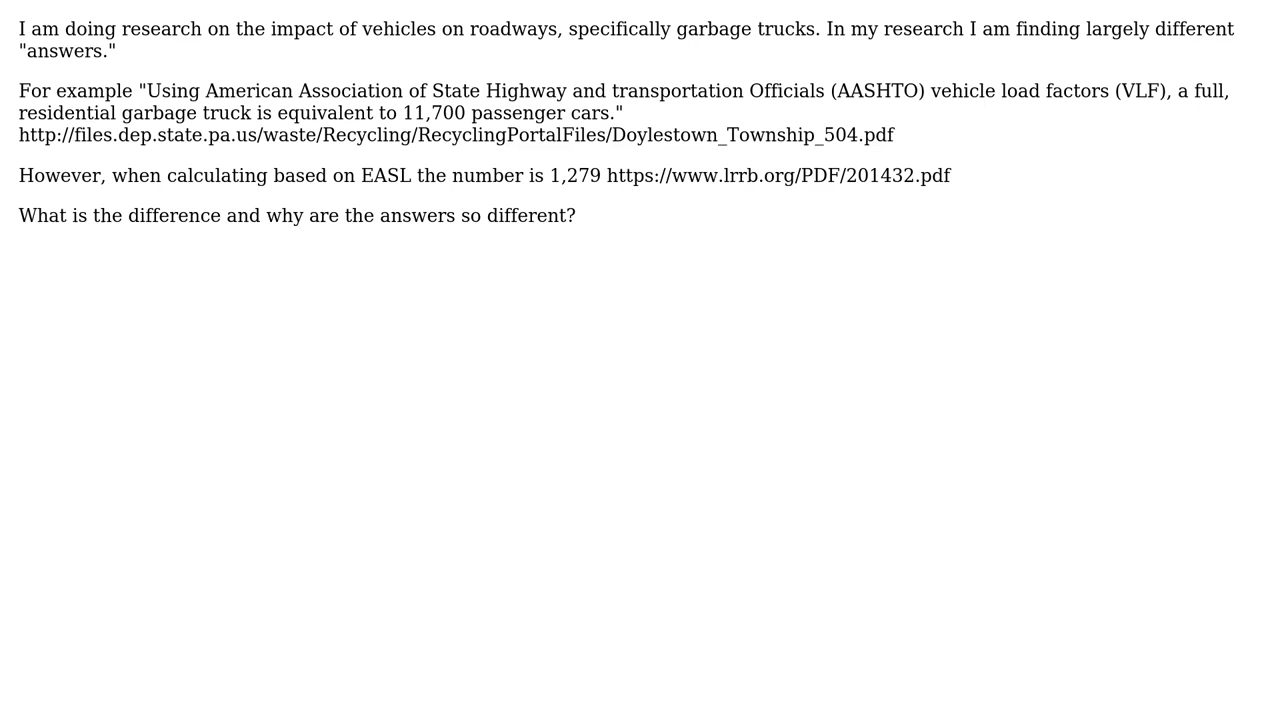 I am doing research on the impact of vehicles on roadways, specifically garbage trucks. In my research I am finding largely different
"answers."
For example "Using American Association of State Highway and transportation Officials (AASHTO) vehicle load factors (VLF), a full,
residential garbage truck is equivalent to 11,700 passenger cars."
http://files.dep.state.pa.us/waste/Recycling/RecyclingPortalFiles/Doylestown_Township_504.pdf
However, when calculating based on EASL the number is 1,279 https://www.lrrb.org/PDF/201432.pdf
What is the difference and why are the answers so different?